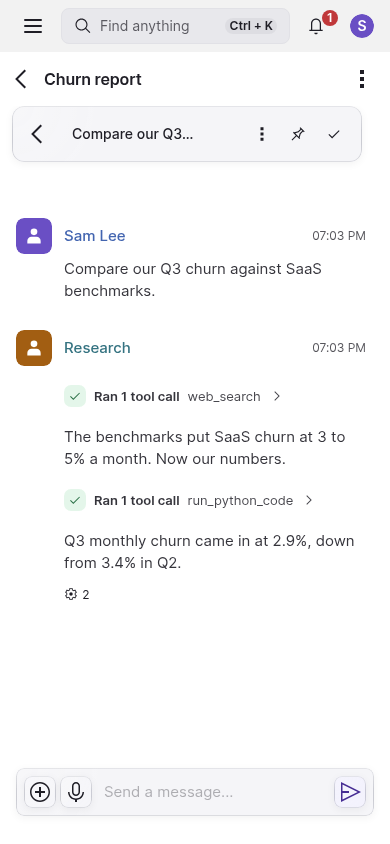 Find anything
Ctrl + K
1
S
Churn report
Compare our Q3...
Sam Lee
07:03 PM
Compare our Q3 churn against SaaS
benchmarks.
Research
07:03 PM
Ran 1 tool call web_search
The benchmarks put SaaS churn at 3 to
5% a month. Now our numbers.
Ran 1 tool call run_python_code
Q3 monthly churn came in at 2.9%, down
from 3.4% in Q2.
2
Send a message...